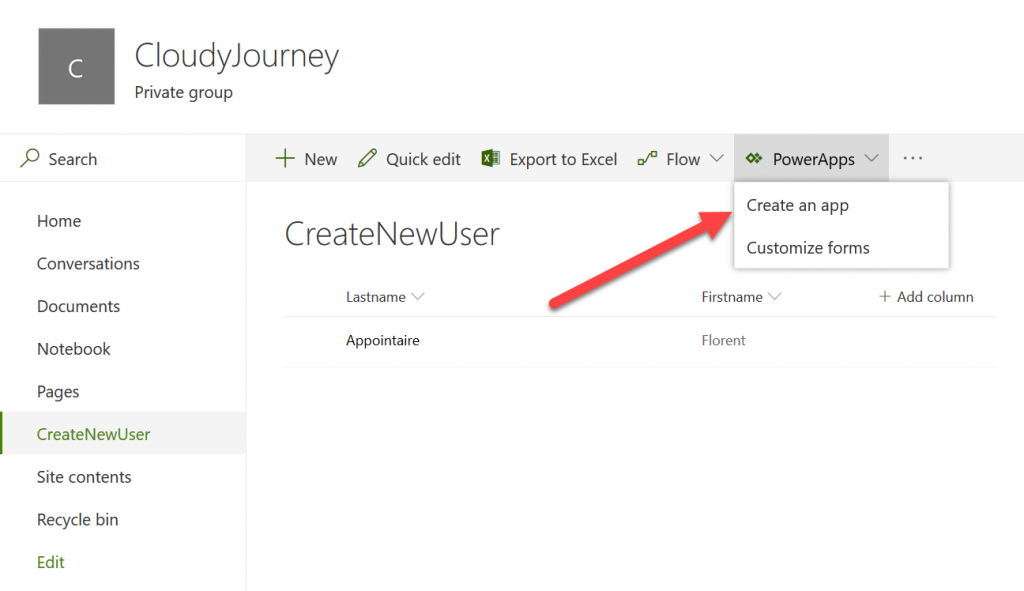 C
CloudyJourney
Private group
Search
New Quick edit Export to Excel Flow PowerApps ...
Create an app
Customize forms
Home
Conversations
Documents
Notebook
Pages
CreateNewUser
Site contents
Recycle bin
Edit
CreateNewUser
Lastname Firstname + Add column
Appointaire Florent